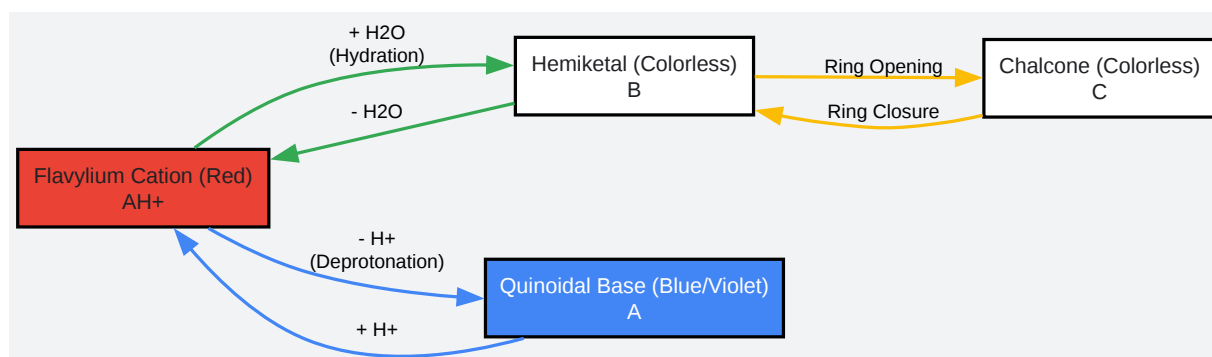 + H2O
(Hydration)
Hemiketal (Colorless)
B
Ring Opening
Chalcone (Colorless)
C
- H2O
Ring Closure
Flavylium Cation (Red)
AH+
- H+
(Deprotonation)
Quinoidal Base (Blue/Violet)
A
+ H+